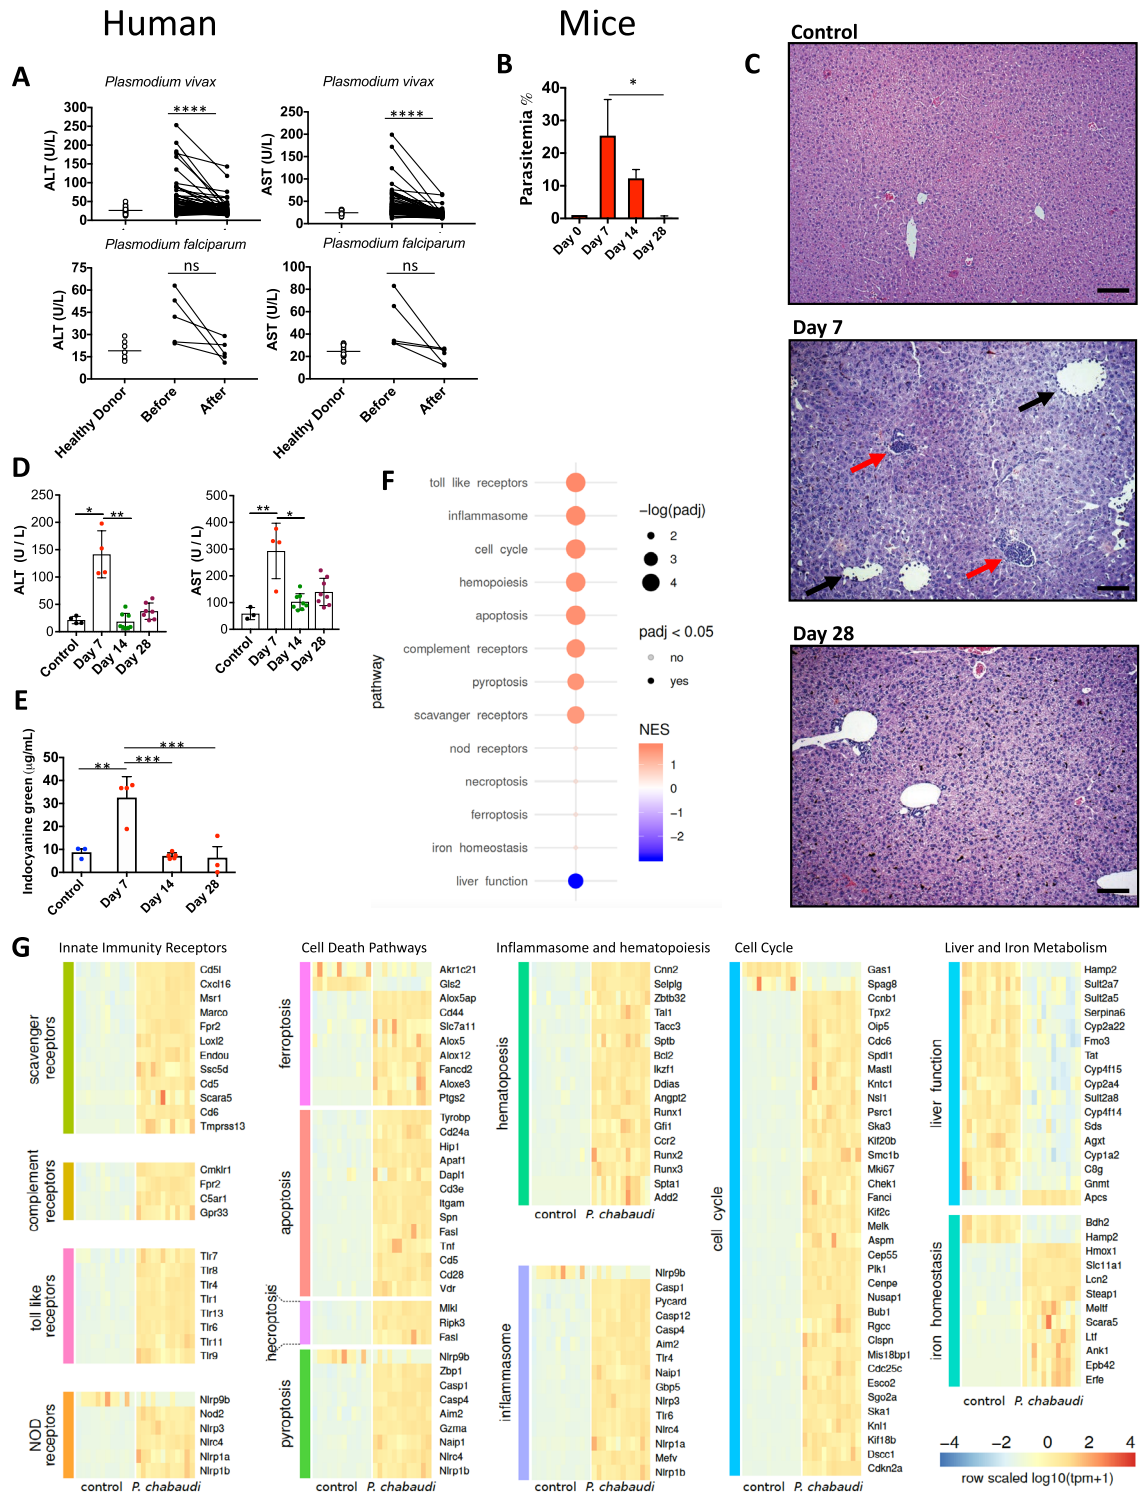 Human
Mice
A
Plasmodium vivax
ALT (U/L)
300
250
200
150
100
50
0
****
Plasmodium vivax
AST (U/L)
250
200
150
100
50
0
****
Plasmodium falciparum
ALT (U/L)
75
60
45
30
15
0
ns
Healthy Donor
Before
After
Plasmodium falciparum
AST (U/L)
100
80
60
40
20
0
ns
Healthy Donor
Before
After
B
Parasitemia %
40
30
20
10
0
*
Day 0
Day 7
Day 14
Day 28
C
Control
Day 7
Day 28
D
ALT (U / L)
250
200
150
100
50
0
* **
Control
Day 7
Day 14
Day 28
AST (U / L)
500
400
300
200
100
0
** *
Control
Day 7
Day 14
Day 28
E
Indocyanine green (µg/mL)
50
40
30
20
10
0
***
** ***
Control
Day 7
Day 14
Day 28
F
pathway
toll like receptors
inflammasome
cell cycle
hemopoiesis
apoptosis
complement receptors
pyroptosis
scavanger receptors
nod receptors
necroptosis
ferroptosis
iron homeostasis
liver function
−log(padj)
2
3
4
padj < 0.05
no
yes
NES
1
0
−1
−2
G
Innate Immunity Receptors
scavenger receptors
Cd5l
Cxcl16
Msr1
Marco
Fpr2
Loxl2
Endou
Ssc5d
Cd5
Scara5
Cd6
Tmprss13
complement receptors
Cmklr1
Fpr2
C5ar1
Gpr33
toll like receptors
Tlr7
Tlr8
Tlr4
Tlr1
Tlr13
Tlr6
Tlr11
Tlr9
NOD receptors
Nlrp9b
Nod2
Nlrp3
Nlrc4
Nlrp1a
Nlrp1b
control P. chabaudi
Cell Death Pathways
ferroptosis
Akr1c21
Gls2
Alox5ap
Cd44
Slc7a11
Alox5
Alox12
Fancd2
Aloxe3
Ptgs2
apoptosis
Tyrobp
Cd24a
Hip1
Apaf1
Dapl1
Cd3e
Itgam
Spn
Fasl
Tnf
Cd5
Cd28
Vdr
necroptosis
Mlkl
Ripk3
Fasl
pyroptosis
Nlrp9b
Zbp1
Casp1
Casp4
Aim2
Gzma
Naip1
Nlrc4
Nlrp1b
control P. chabaudi
Inflammasome and hematopoiesis
hematopoesis
Cnn2
Selplg
Zbtb32
Tal1
Tacc3
Sptb
Bcl2
Ikzf1
Ddias
Angpt2
Runx1
Gfi1
Ccr2
Runx2
Runx3
Spta1
Add2
control P. chabaudi
inflammasome
Nlrp9b
Casp1
Pycard
Casp12
Casp4
Aim2
Tlr4
Naip1
Gbp5
Nlrp3
Tlr6
Nlrc4
Nlrp1a
Mefv
Nlrp1b
control P. chabaudi
Cell Cycle
cell cycle
Gas1
Spag8
Ccnb1
Tpx2
Oip5
Cdc6
Spdl1
Mastl
Kntc1
Nsl1
Psrc1
Ska3
Kif20b
Smc1b
Mki67
Chek1
Fanci
Kif2c
Melk
Aspm
Cep55
Plk1
Cenpe
Nusap1
Bub1
Rgcc
Clspn
Mis18bp1
Cdc25c
Esco2
Sgo2a
Ska1
Knl1
Kif18b
Dscc1
Cdkn2a
control P. chabaudi
Liver and Iron Metabolism
liver function
Hamp2
Sult2a7
Sult2a5
Serpina6
Cyp2a22
Fmo3
Tat
Cyp4f15
Cyp2a4
Sult2a8
Cyp4f14
Sds
Agxt
Cyp1a2
C8g
Gnmt
Apcs
iron homeostasis
Bdh2
Hamp2
Hmox1
Slc11a1
Lcn2
Steap1
Meltf
Scara5
Ltf
Ank1
Epb42
Erfe
control P. chabaudi
−4 −2 0 2 4
row scaled log10(tpm+1)